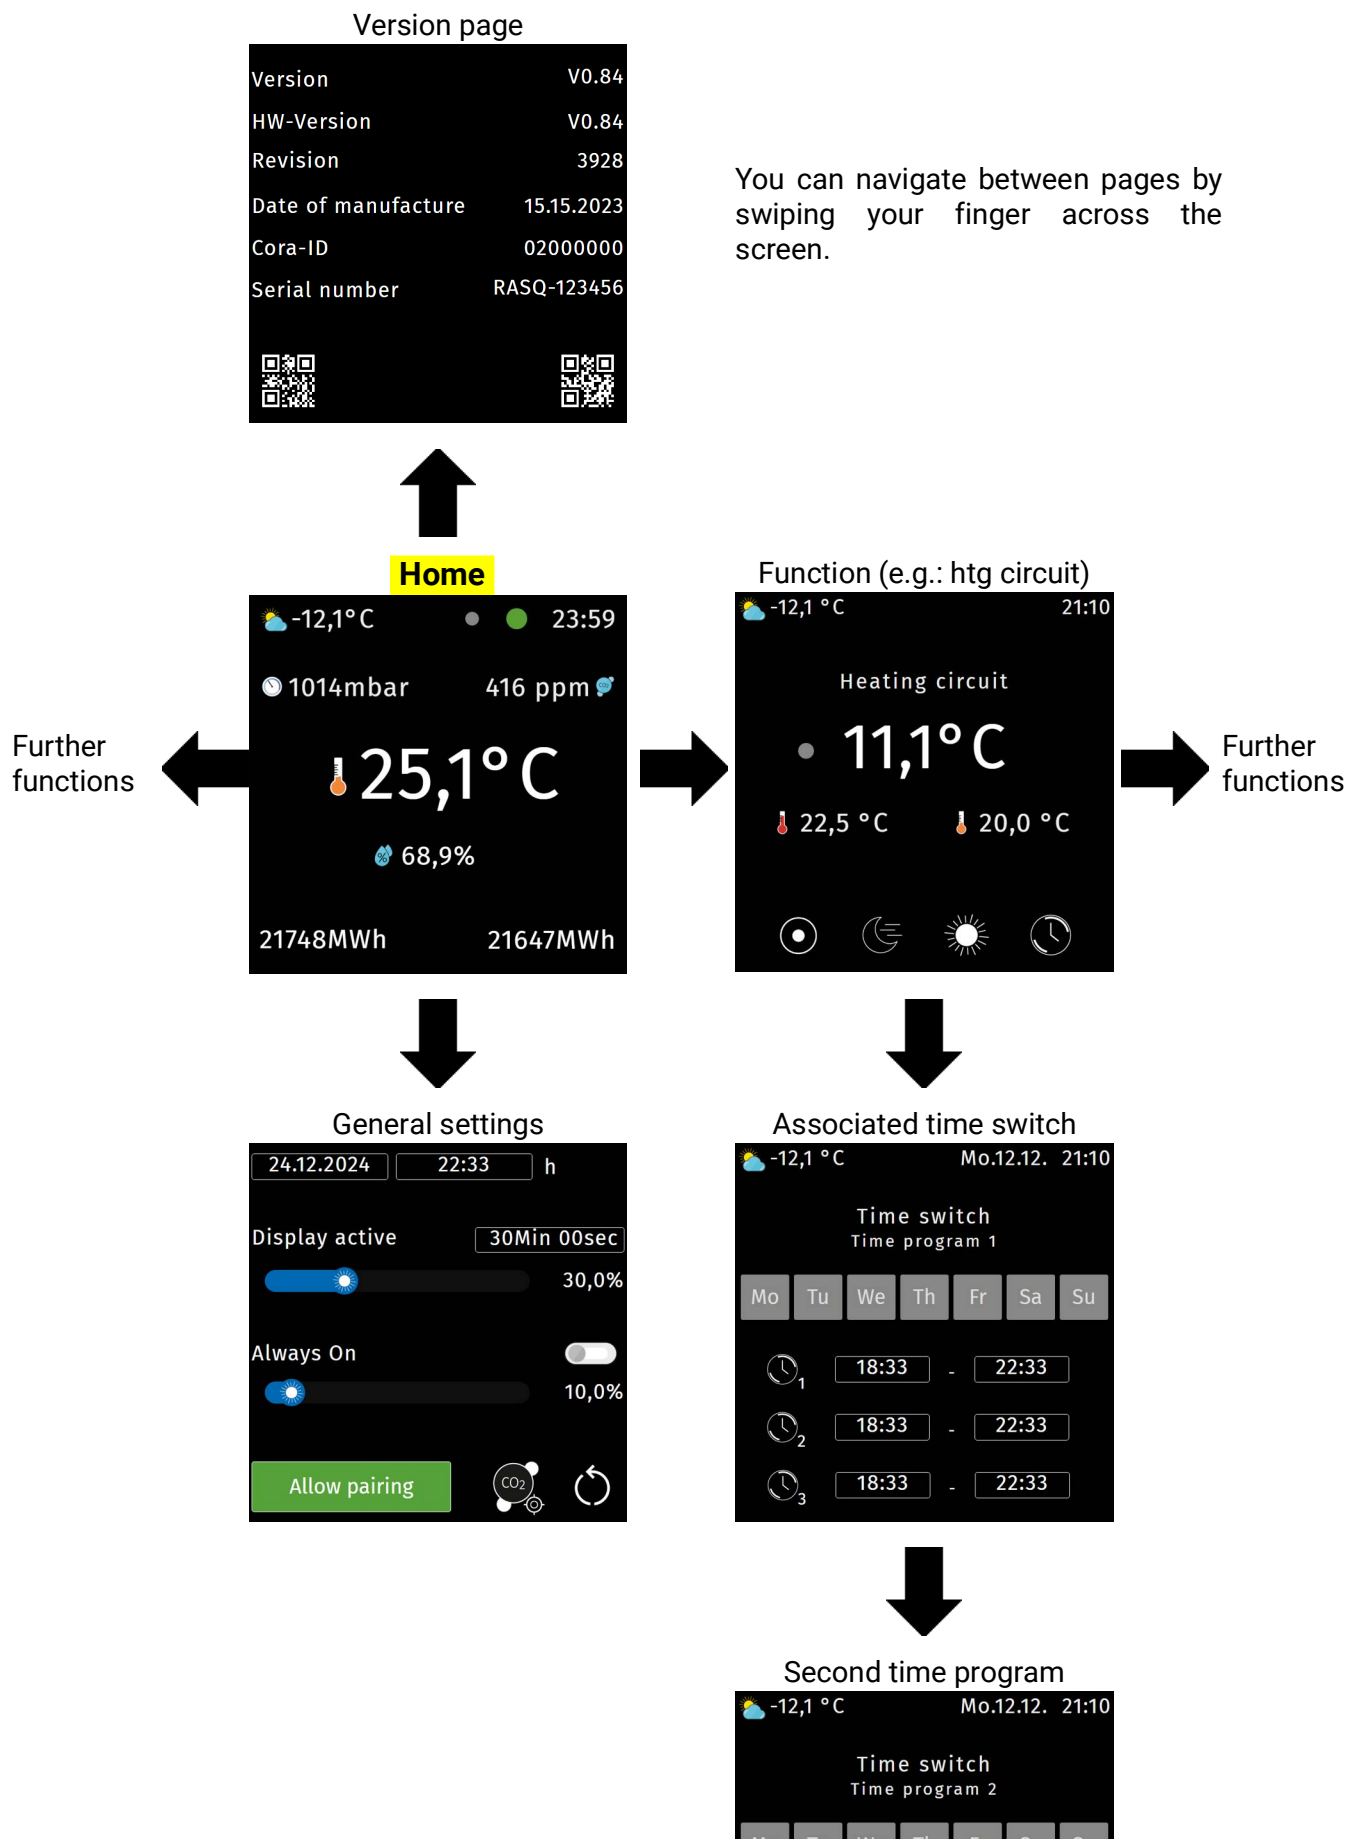 Version page
Version V0.84
HW-Version V0.84
Revision 3928
Date of manufacture 15.15.2023
Cora-ID 02000000
Serial number RASQ-123456
You can navigate between pages by
swiping your finger across the
screen.
Home
-12,1°C 23:59
1014mbar 416 ppm
25,1°C
68,9%
21748MWh 21647MWh
Further
functions
Function (e.g.: htg circuit)
-12,1 °C 21:10
Heating circuit
11,1°C
22,5 °C 20,0 °C
Further
functions
General settings
24.12.2024 22:33 h
Display active 30Min 00sec
30,0%
Always On
10,0%
Allow pairing CO2
Associated time switch
-12,1 °C Mo.12.12. 21:10
Time switch
Time program 1
Mo Tu We Th Fr Sa Su
1 18:33 - 22:33
2 18:33 - 22:33
3 18:33 - 22:33
Second time program
-12,1 °C Mo.12.12. 21:10
Time switch
Time program 2